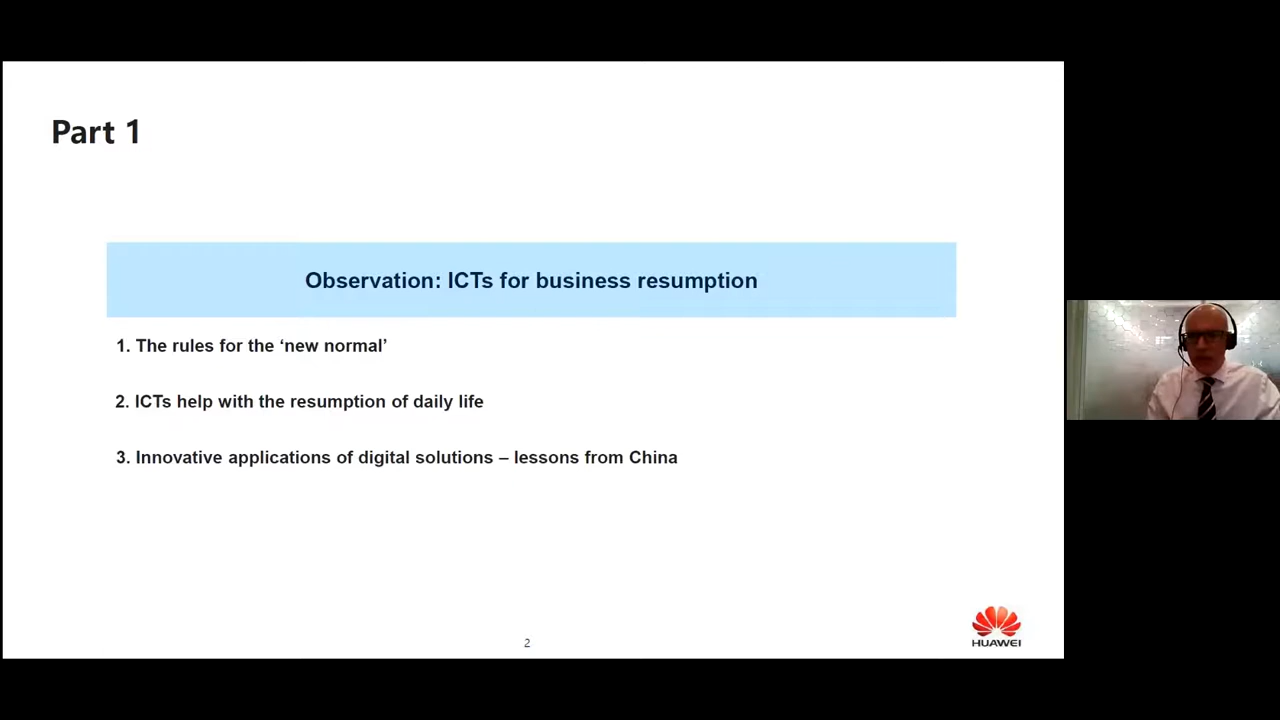 Part 1
Observation: ICTs for business resumption
1. The rules for the ‘new normal’
2. ICTs help with the resumption of daily life
3. Innovative applications of digital solutions – lessons from China
2
HUAWEI